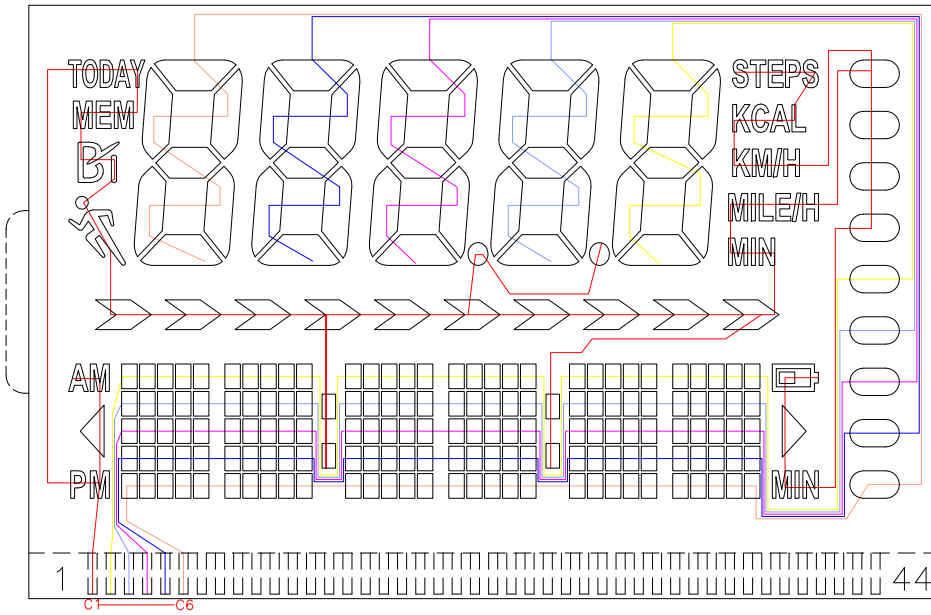 TODAY STEPS
MEM KCAL
KM/H
MILE/H
MIN
AM
PM MIN
1 44
C1 C6